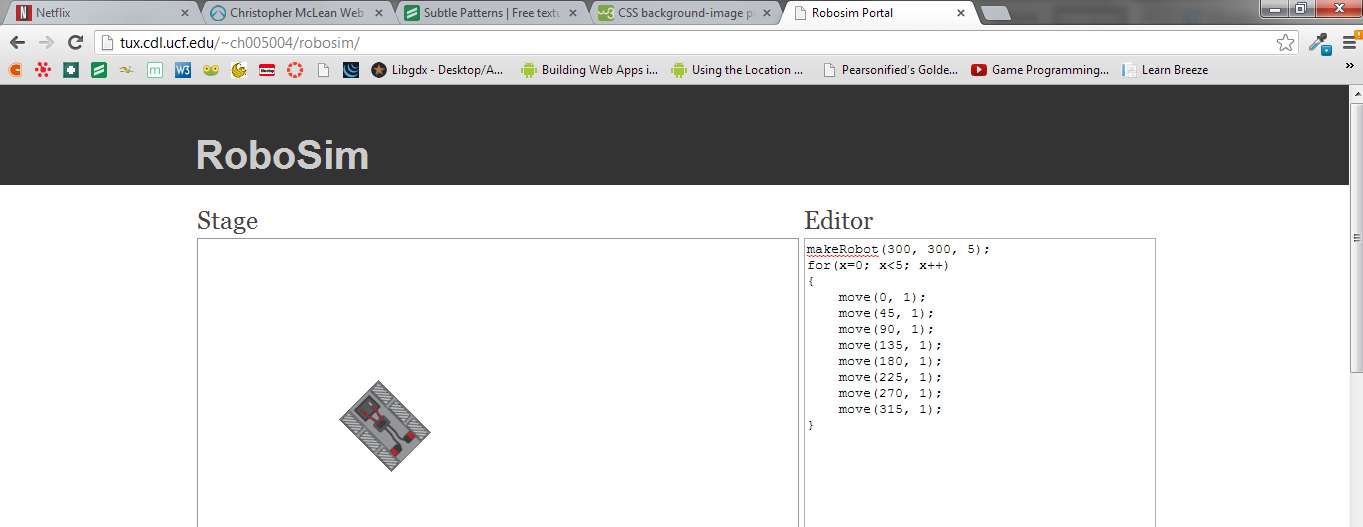 Netflix
Christopher McLean Web
Subtle Patterns | Free textu
CSS background-image p
Robosim Portal
tux.cdl.ucf.edu/~ch005004/robosim/
Libgdx - Desktop/A...
Building Web Apps i...
Using the Location ...
Pearsonified's Golde...
Game Programming...
Learn Breeze
RoboSim
Stage
Editor
makeRobot(300, 300, 5);
for(x=0; x<5; x++)
{
    move(0, 1);
    move(45, 1);
    move(90, 1);
    move(135, 1);
    move(180, 1);
    move(225, 1);
    move(270, 1);
    move(315, 1);
}